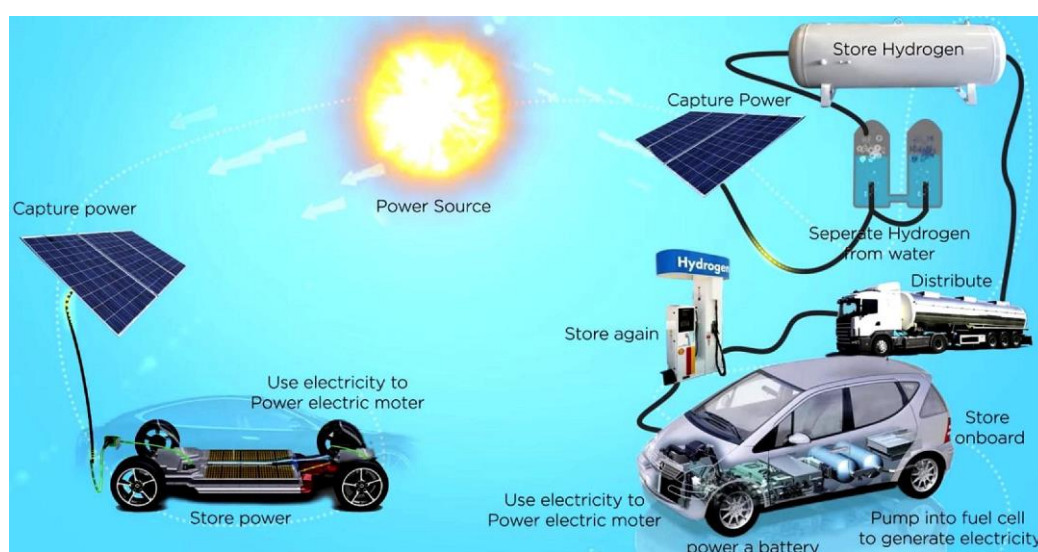 Power Source
Capture power
Use electricity to
Power electric moter
Store power
Capture Power
Store Hydrogen
Seperate Hydrogen
from water
Distribute
Hydrogen
Store again
Store
onboard
Pump into fuel cell
to generate electricity
power a battery
Use electricity to
Power electric moter